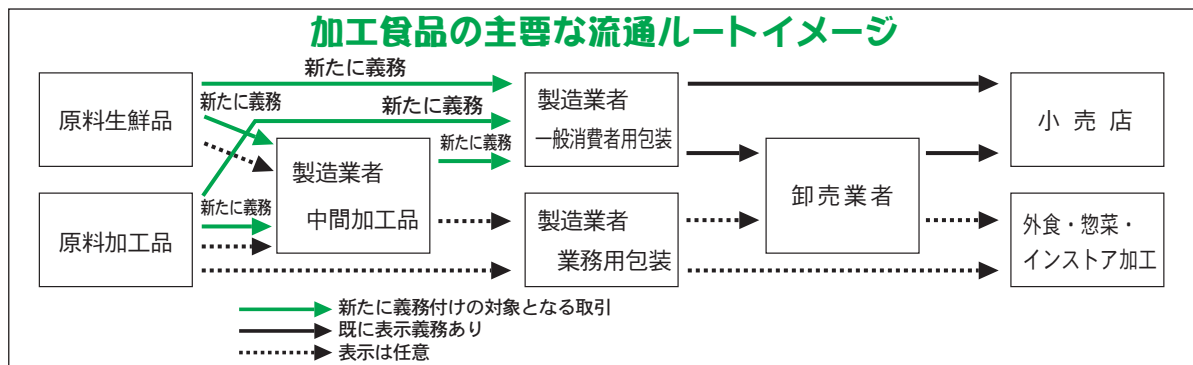 加工食品の主要な流通ルートイメージ
新たに義務
新たに義務
新たに義務
原料生鮮品
製造業者
一般消費者用包装
小売店
新たに義務
製造業者
中間加工品
卸売業者
新たに義務
原料加工品
製造業者
業務用包装
外食・惣菜・
インストア加工
新たに義務付けの対象となる取引
既に表示義務あり
表示は任意